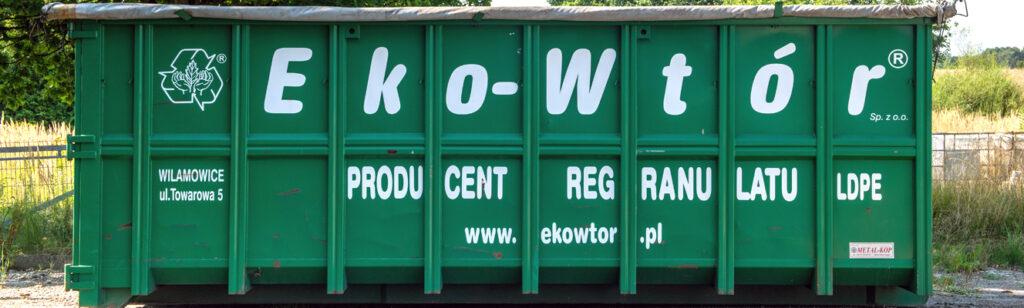 Eko-Wtór ®
®
Sp. z o.o.
WILAMOWICE
ul.Towarowa 5
PRODUCENT REGRANULATU LDPE
www.ekowtor.pl
METAL-KOP